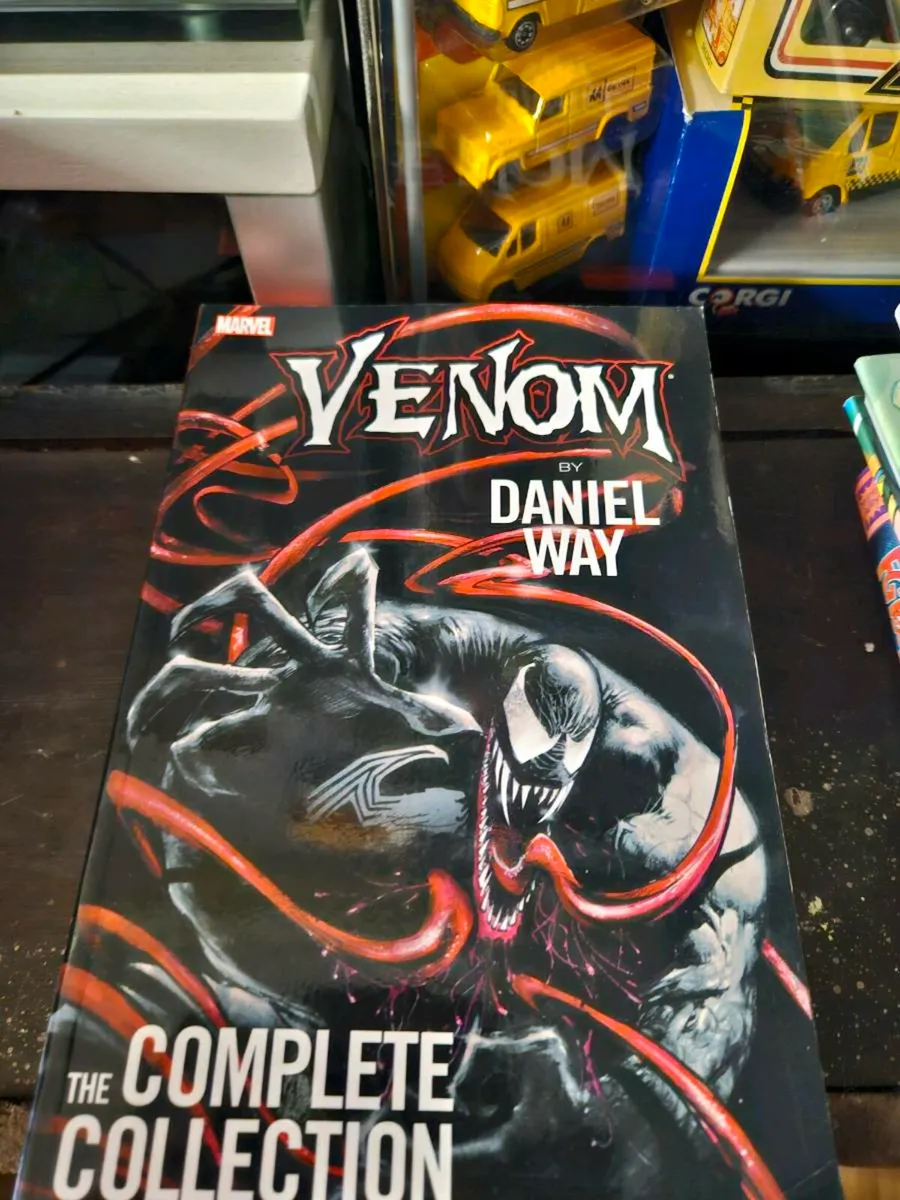 CORGI
MARVEL
VENOM
BY
DANIEL
WAY
THE COMPLETE
COLLECTION